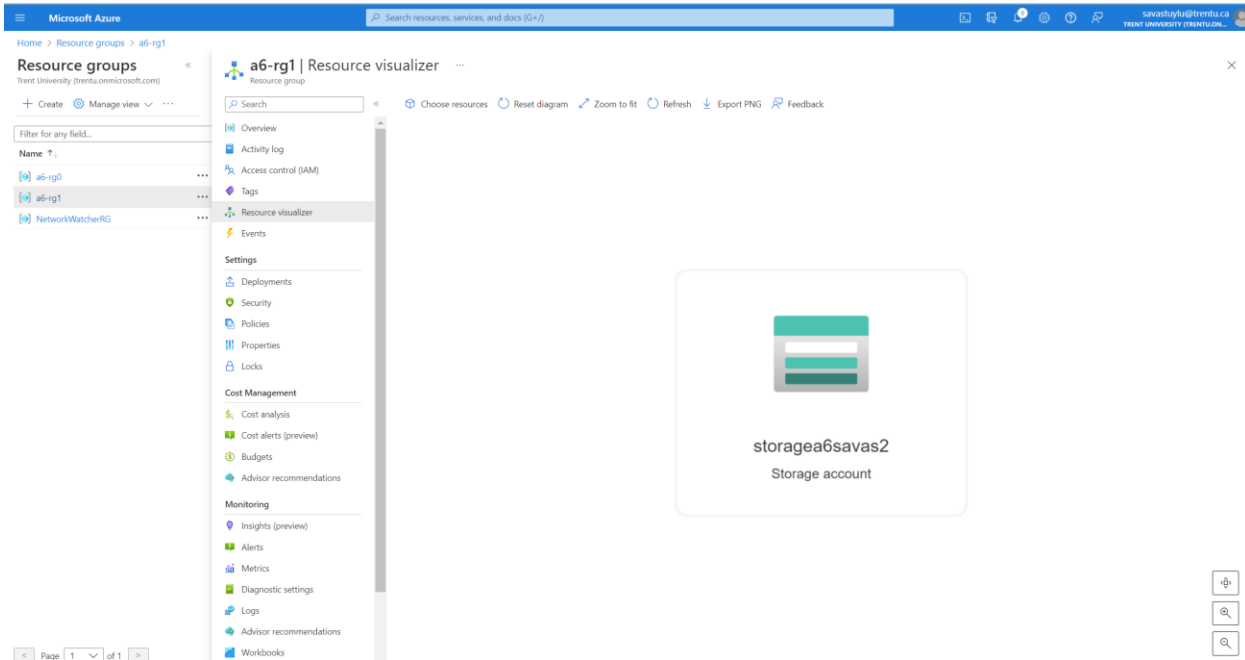 Microsoft Azure
Search resources, services, and docs (G+/)
savastuylu@trentu.ca
TRENT UNIVERSITY (TRENTU.ON...
Home > Resource groups > a6-rg1
Resource groups
Trent University (trentu.onmicrosoft.com)
+ Create
Manage view
Filter for any field...
Name ↑↓
a6-rg0
a6-rg1
NetworkWatcherRG
< Page 1 of 1 >
a6-rg1 | Resource visualizer ...
Resource group
Search
Choose resources Reset diagram Zoom to fit Refresh Export PNG Feedback
Overview
Activity log
Access control (IAM)
Tags
Resource visualizer
Events
Settings
Deployments
Security
Policies
Properties
Locks
Cost Management
Cost analysis
Cost alerts (preview)
Budgets
Advisor recommendations
Monitoring
Insights (preview)
Alerts
Metrics
Diagnostic settings
Logs
Advisor recommendations
Workbooks
storagea6savas2
Storage account